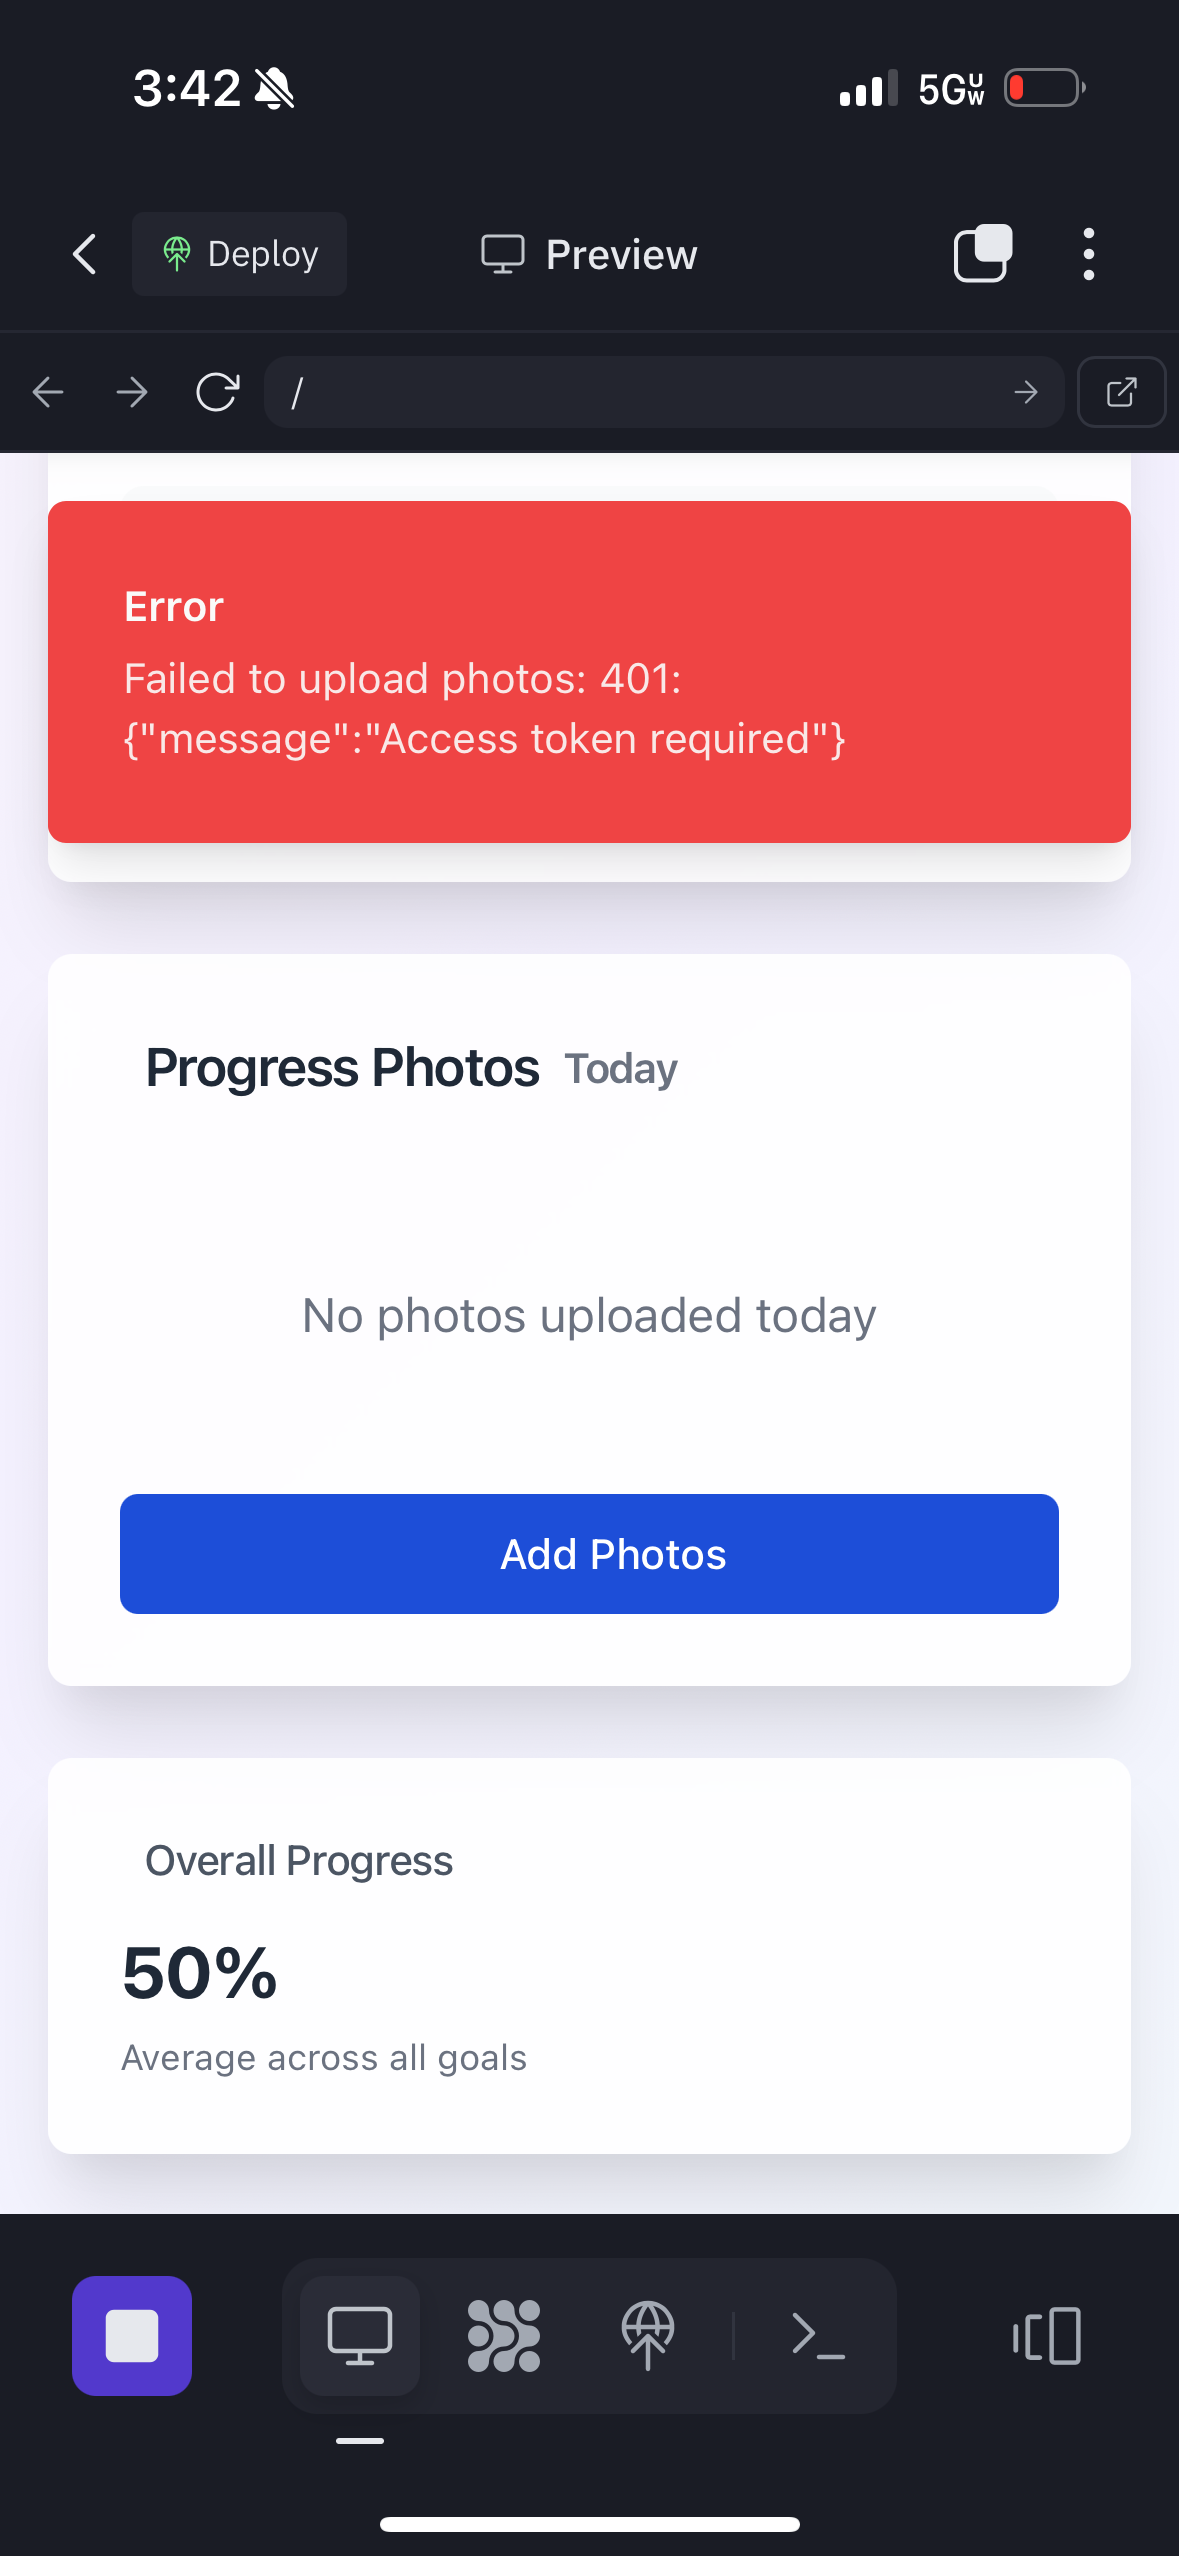 3:42
5G UW
Deploy
Preview
/
Error
Failed to upload photos: 401:
{"message":"Access token required"}
Progress Photos Today
No photos uploaded today
Add Photos
Overall Progress
50%
Average across all goals